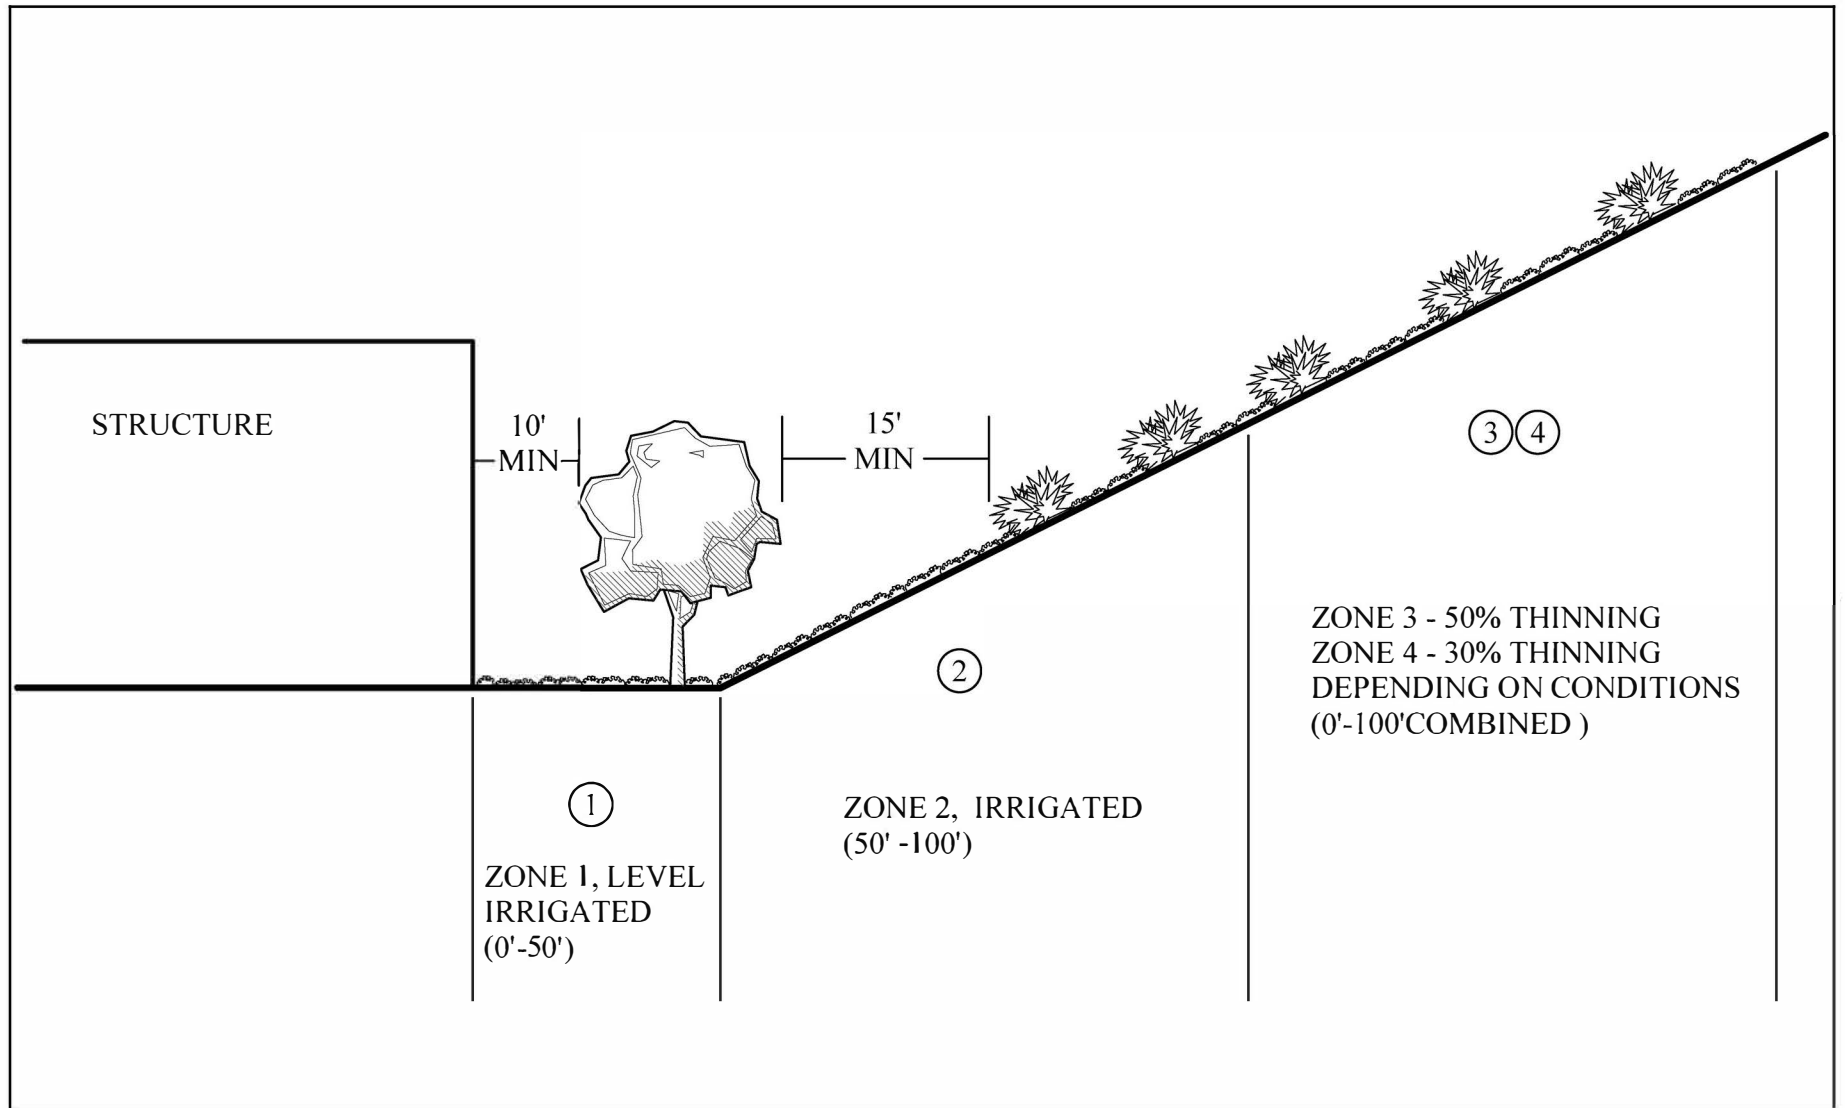 STRUCTURE
10'
MIN
15'
MIN
3 4
2
ZONE 3 - 50% THINNING
ZONE 4 - 30% THINNING
DEPENDING ON CONDITIONS
(0'-100'COMBINED )
1
ZONE 1, LEVEL
IRRIGATED
(0'-50')
ZONE 2, IRRIGATED
(50' -100')